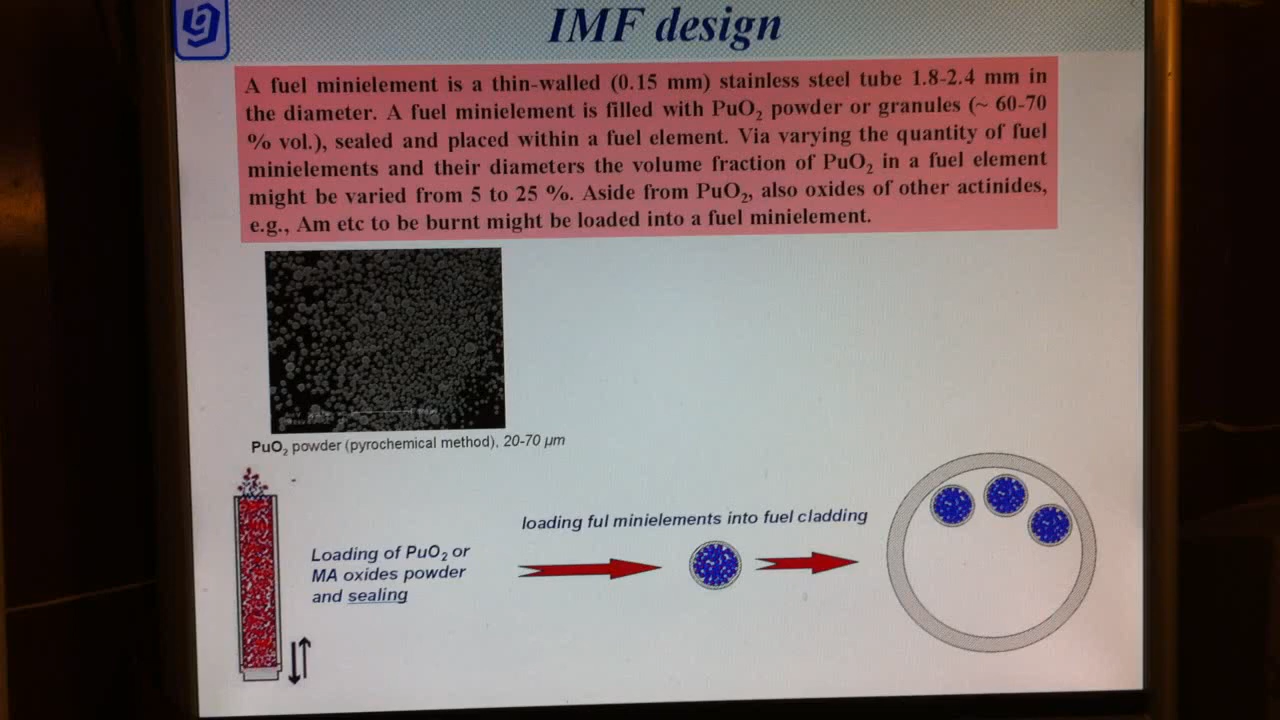 IMF design
A fuel minielement is a thin-walled (0.15 mm) stainless steel tube 1.8-2.4 mm in
the diameter. A fuel minielement is filled with PuO₂ powder or granules (~ 60-70
% vol.), sealed and placed within a fuel element. Via varying the quantity of fuel
minielements and their diameters the volume fraction of PuO₂ in a fuel element
might be varied from 5 to 25 %. Aside from PuO₂, also oxides of other actinides,
e.g., Am etc to be burnt might be loaded into a fuel minielement.
PuO₂ powder (pyrochemical method), 20-70 µm
loading ful minielements into fuel cladding
Loading of PuO₂ or
MA oxides powder
and sealing